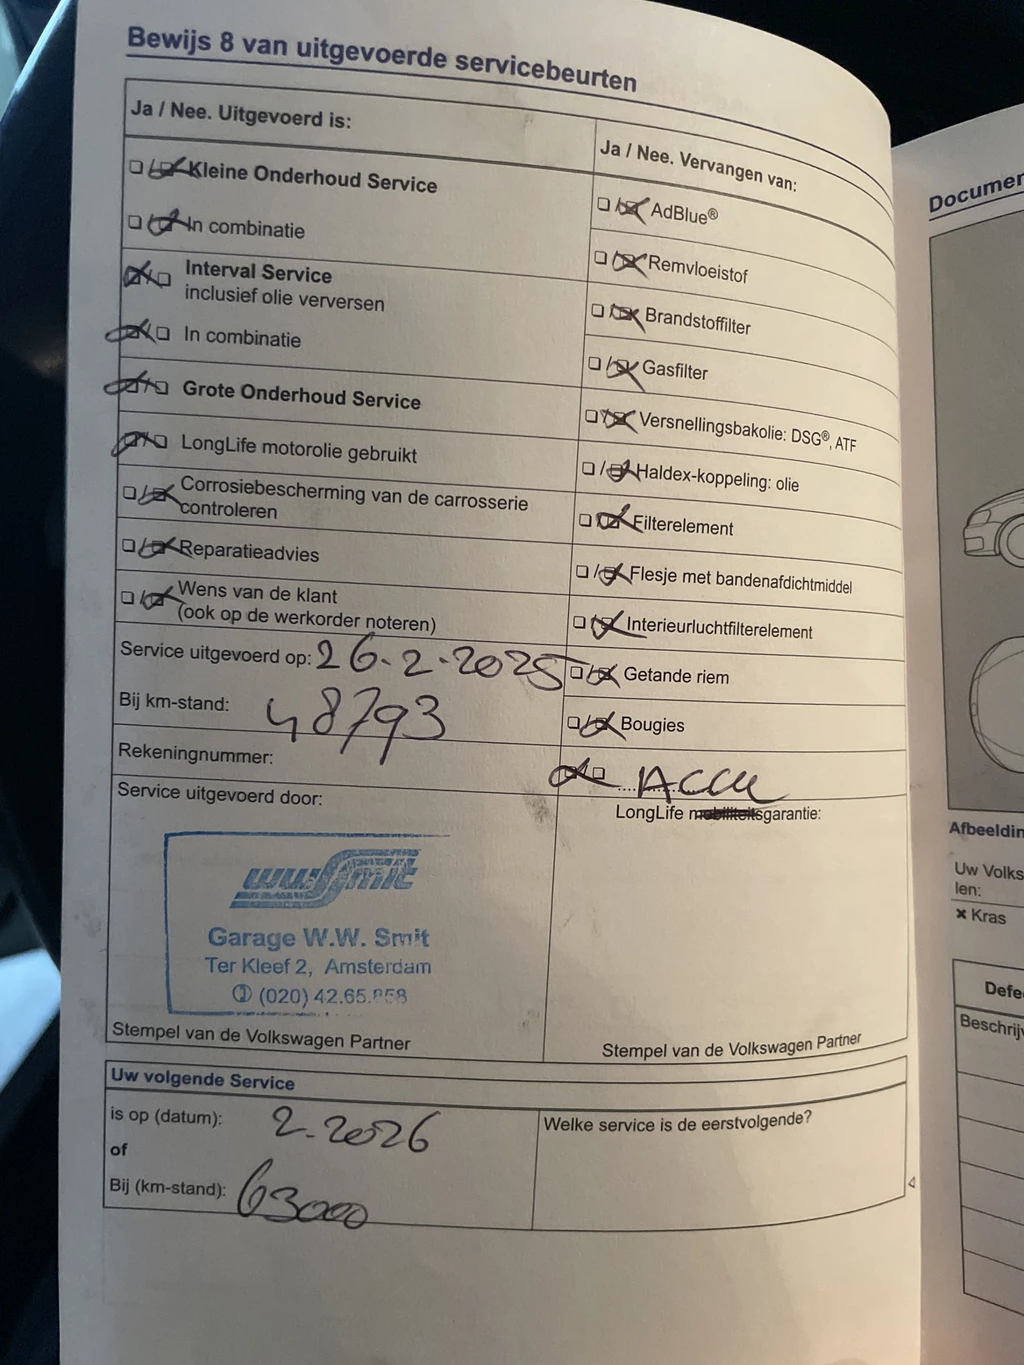 Bewijs 8 van uitgevoerde servicebeurten
Ja / Nee. Uitgevoerd is:
Kleine Onderhoud Service
In combinatie
Interval Service
inclusief olie verversen
In combinatie
Grote Onderhoud Service
LongLife motorolie gebruikt
Corrosiebescherming van de carrosserie
controleren
Reparatieadvies
Wens van de klant
(ook op de werkorder noteren)
Service uitgevoerd op: 26-2-2025
Bij km-stand: 48793
Rekeningnummer:
Service uitgevoerd door:
wwSmit
Garage W.W. Smit
Ter Kleef 2, Amsterdam
(020) 42.65.858
Stempel van de Volkswagen Partner
Ja / Nee. Vervangen van:
AdBlue®
Remvloeistof
Brandstoffilter
Gasfilter
Versnellingsbakolie: DSG®, ATF
Haldex-koppeling: olie
Filterelement
Flesje met bandenafdichtmiddel
Interieurluchtfilterelement
Getande riem
Bougies
Accu
LongLife mobiliteitsgarantie:
Stempel van de Volkswagen Partner
Uw volgende Service
is op (datum): 2-2026
of
Bij (km-stand): 63000
Welke service is de eerstvolgende?
Documen
Afbeeldin
Uw Volks
len:
× Kras
Defe
Beschrijv